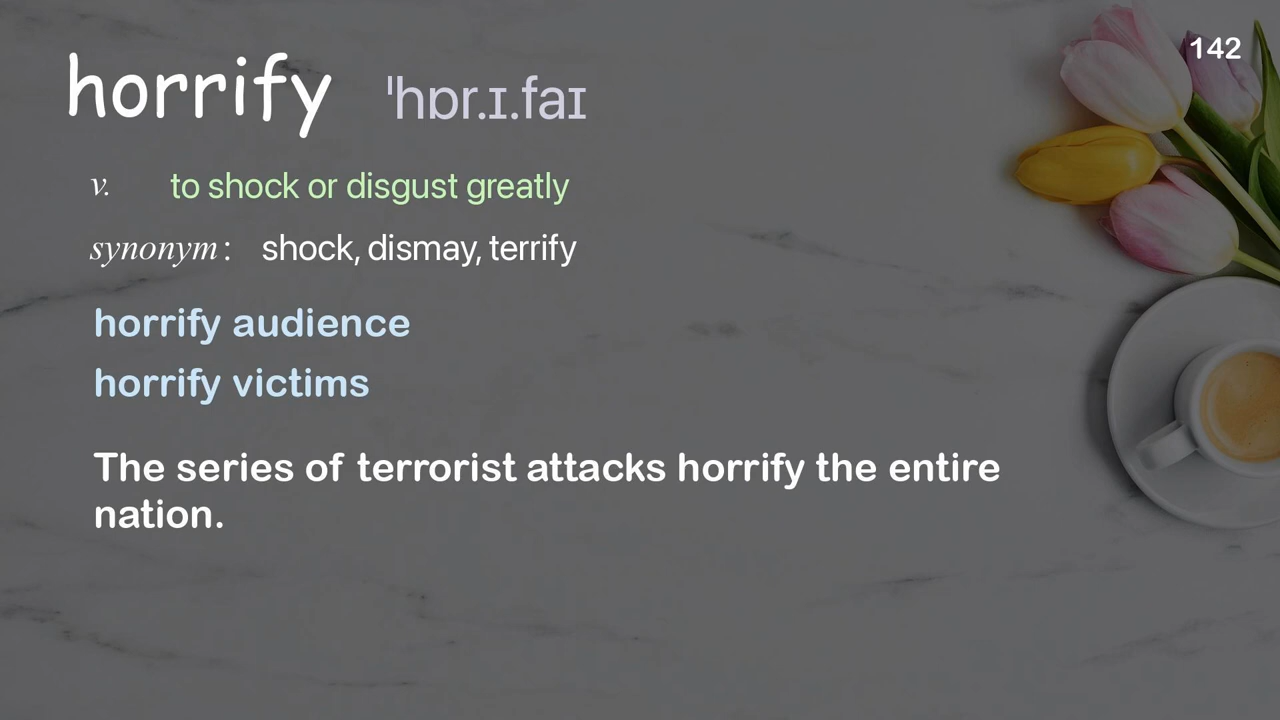 142
horrify ˈhɒr.ɪ.faɪ
v. to shock or disgust greatly
synonym: shock, dismay, terrify
horrify audience
horrify victims
The series of terrorist attacks horrify the entire
nation.